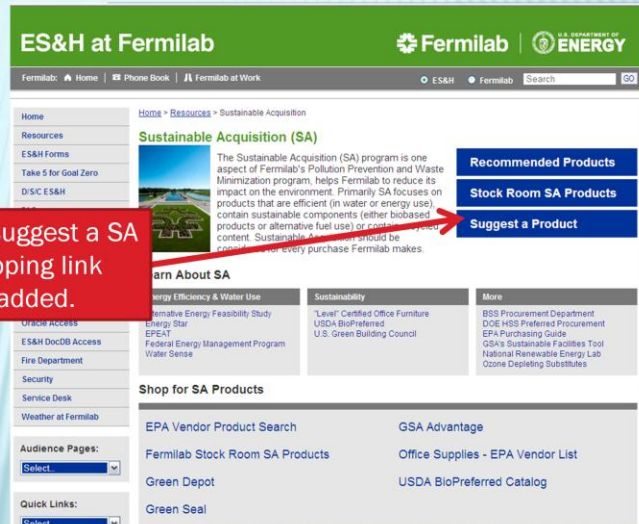 ES&H at Fermilab
Fermilab
U.S. DEPARTMENT OF
ENERGY
Fermilab: Home | Phone Book | Fermilab at Work
ES&H Fermilab Search GO
Home
Resources
ES&H Forms
Take 5 for Goal Zero
D/S/C ES&H
Oracle Access
ES&H DocDB Access
Fire Department
Security
Service Desk
Weather at Fermilab
Audience Pages:
Select...
Quick Links:
Select...
suggest a SA
pping link
added.
Home > Resources > Sustainable Acquisition
Sustainable Acquisition (SA)
The Sustainable Acquisition (SA) program is one
aspect of Fermilab's Pollution Prevention and Waste
Minimization program, helps Fermilab to reduce its
impact on the environment. Primarily SA focuses on
products that are efficient (in water or energy use),
contain sustainable components (either biobased
products or alternative fuel use) or contain recycled
content. Sustainable Acquisition should be
considered for every purchase Fermilab makes.
Recommended Products
Stock Room SA Products
Suggest a Product
earn About SA
nergy Efficiency & Water Use
ternative Energy Feasibility Study
Energy Star
EPEAT
Federal Energy Management Program
Water Sense
Sustainability
"Level" Certified Office Furniture
USDA BioPreferred
U.S. Green Building Council
More
BSS Procurement Department
DOE HSS Preferred Procurement
EPA Purchasing Guide
GSA's Sustainable Facilities Tool
National Renewable Energy Lab
Ozone Depleting Substitutes
Shop for SA Products
EPA Vendor Product Search
Fermilab Stock Room SA Products
Green Depot
Green Seal
GSA Advantage
Office Supplies - EPA Vendor List
USDA BioPreferred Catalog